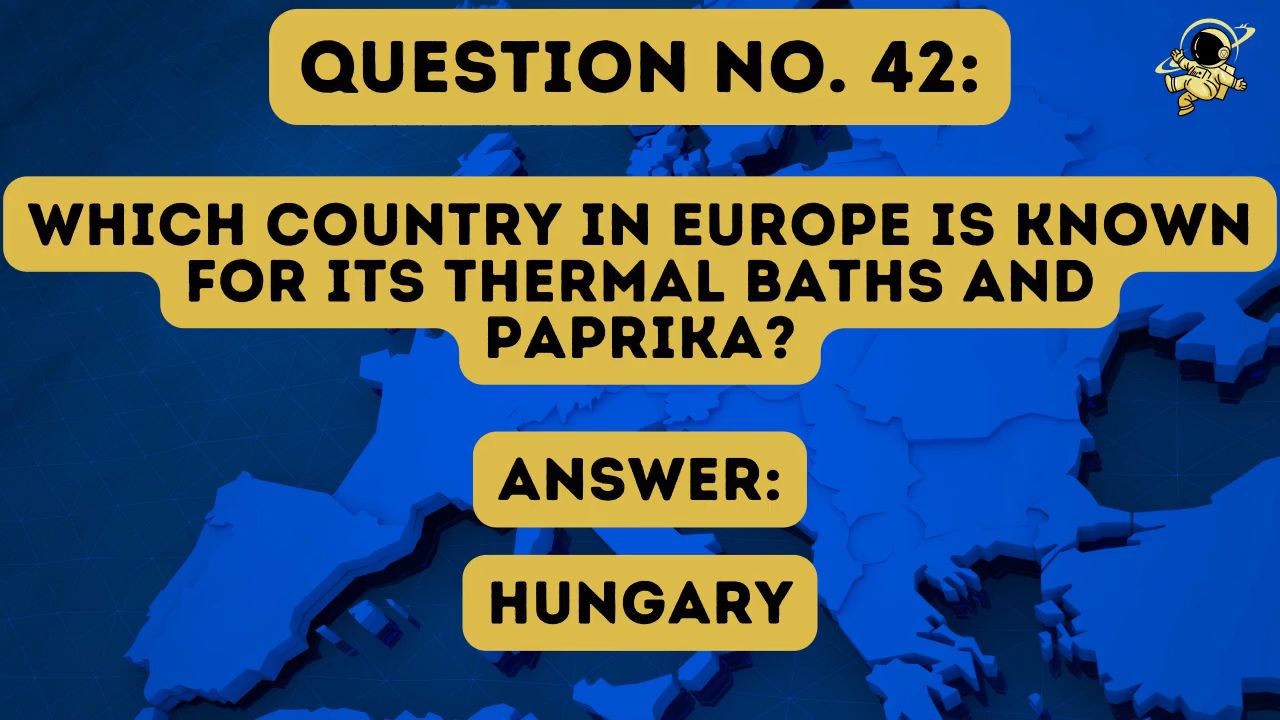 QUESTION NO. 42:
WHICH COUNTRY IN EUROPE IS KNOWN
FOR ITS THERMAL BATHS AND
PAPRIKA?
ANSWER:
HUNGARY